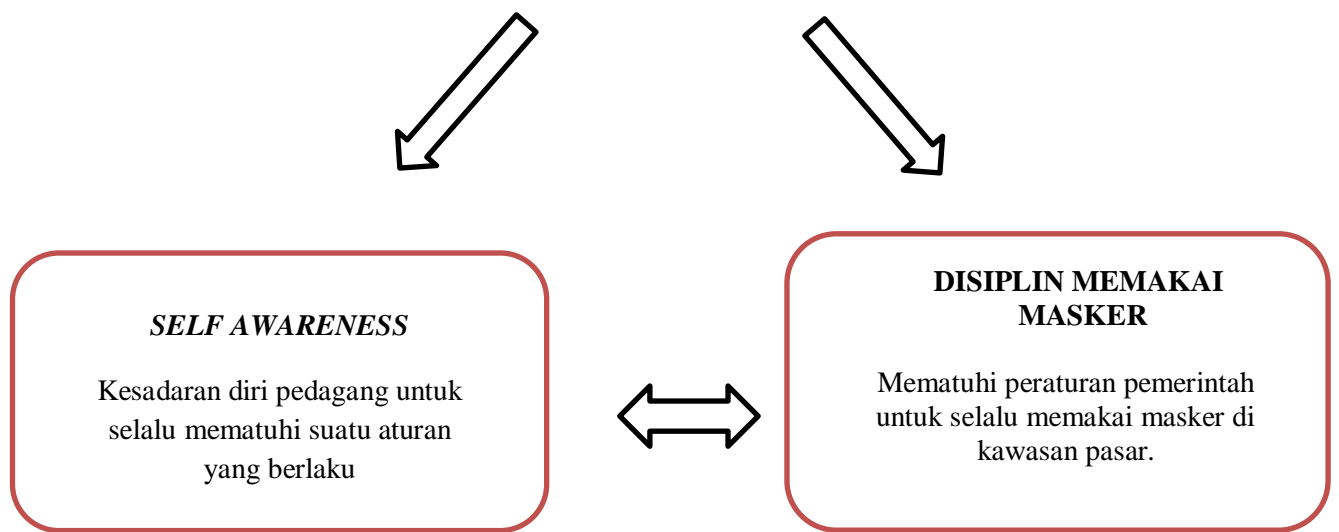 SELF AWARENESS
Kesadaran diri pedagang untuk
selalu mematuhi suatu aturan
yang berlaku
DISIPLIN MEMAKAI
MASKER
Mematuhi peraturan pemerintah
untuk selalu memakai masker di
kawasan pasar.